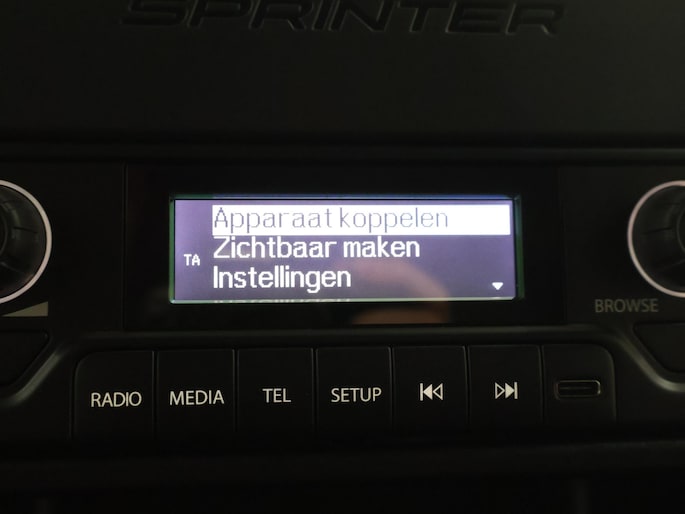 SPRINTER
Apparaat koppelen
TA Zichtbaar maken
Instellingen
BROWSE
RADIO MEDIA TEL SETUP